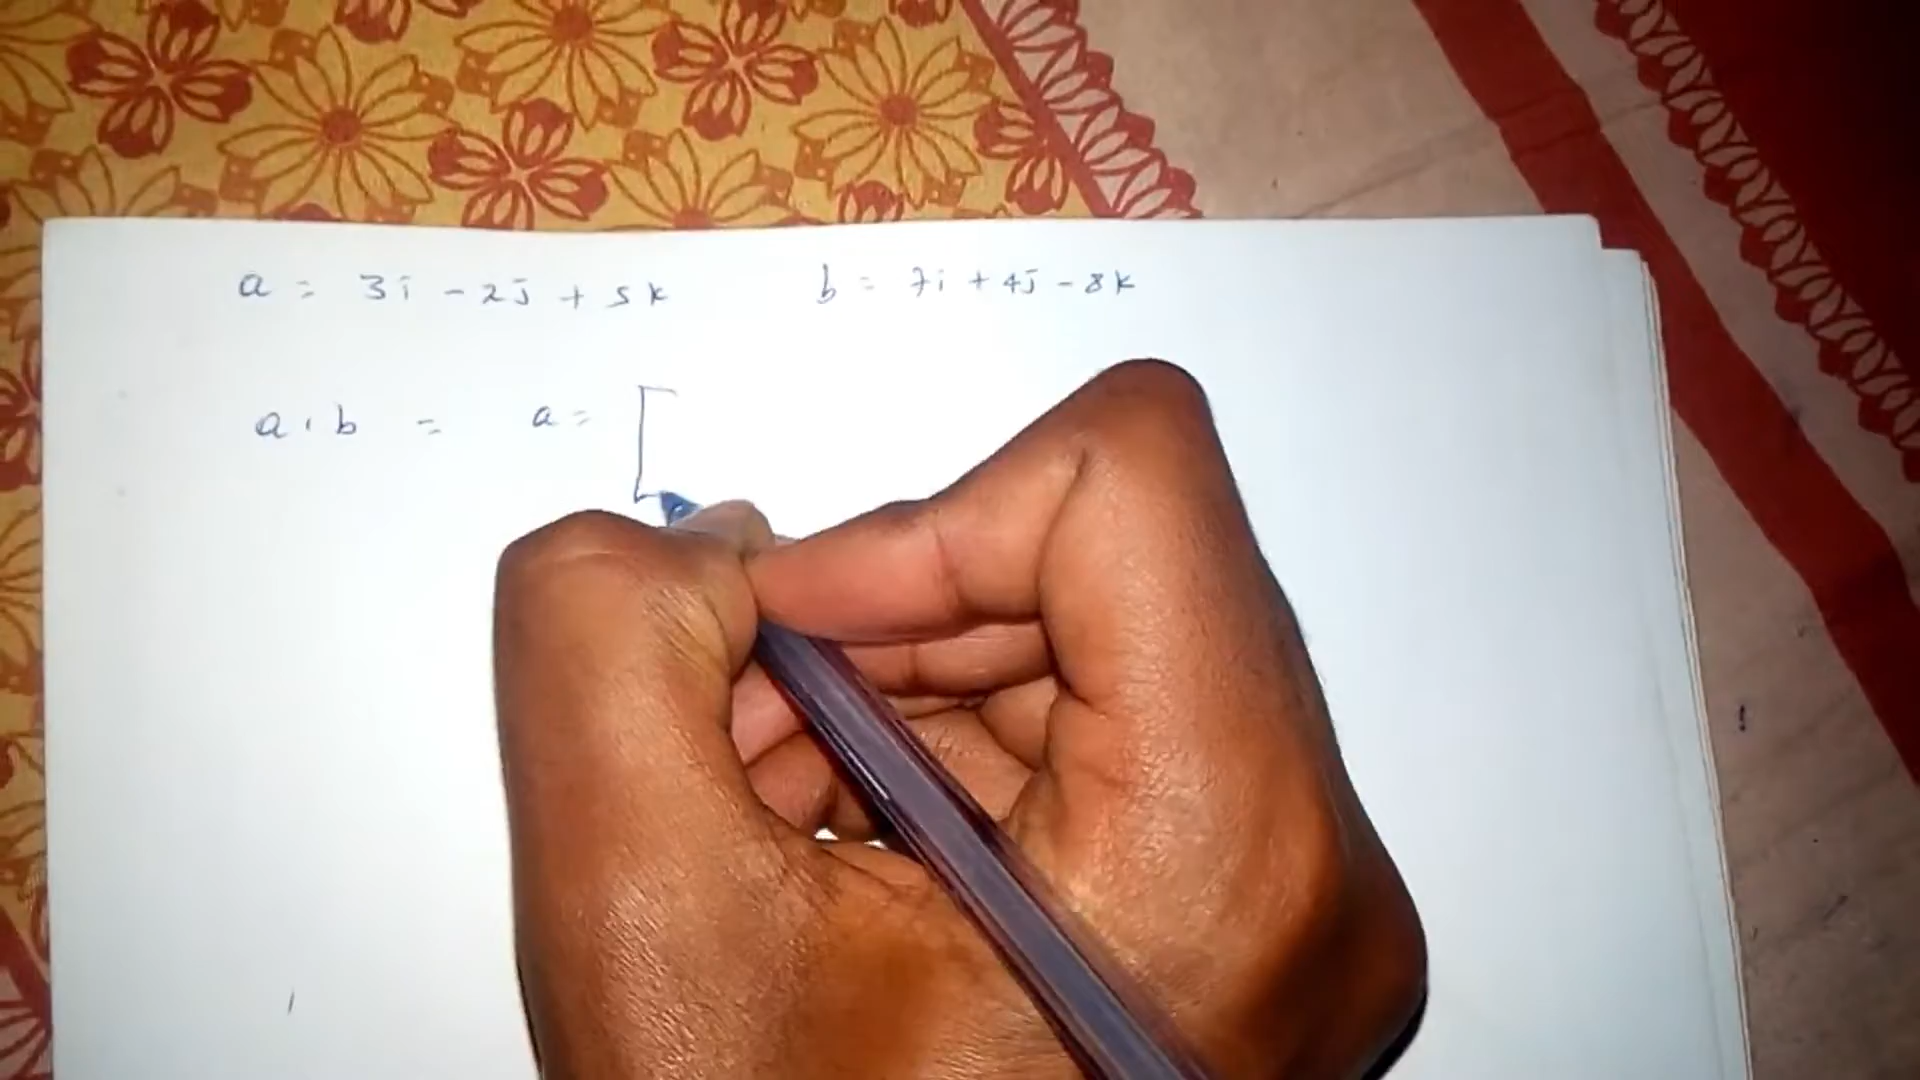 a = 3i - 2j + 5k b = 7i + 4j - 8k
a . b = a = [